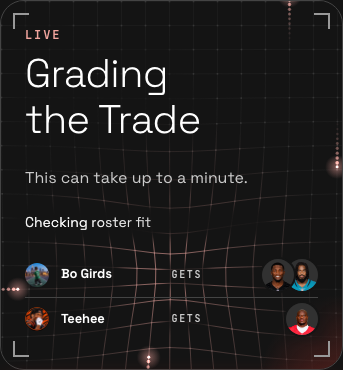 LIVE
Grading
the Trade
This can take up to a minute.
Checking roster fit
Bo Girds GETS
Teehee GETS